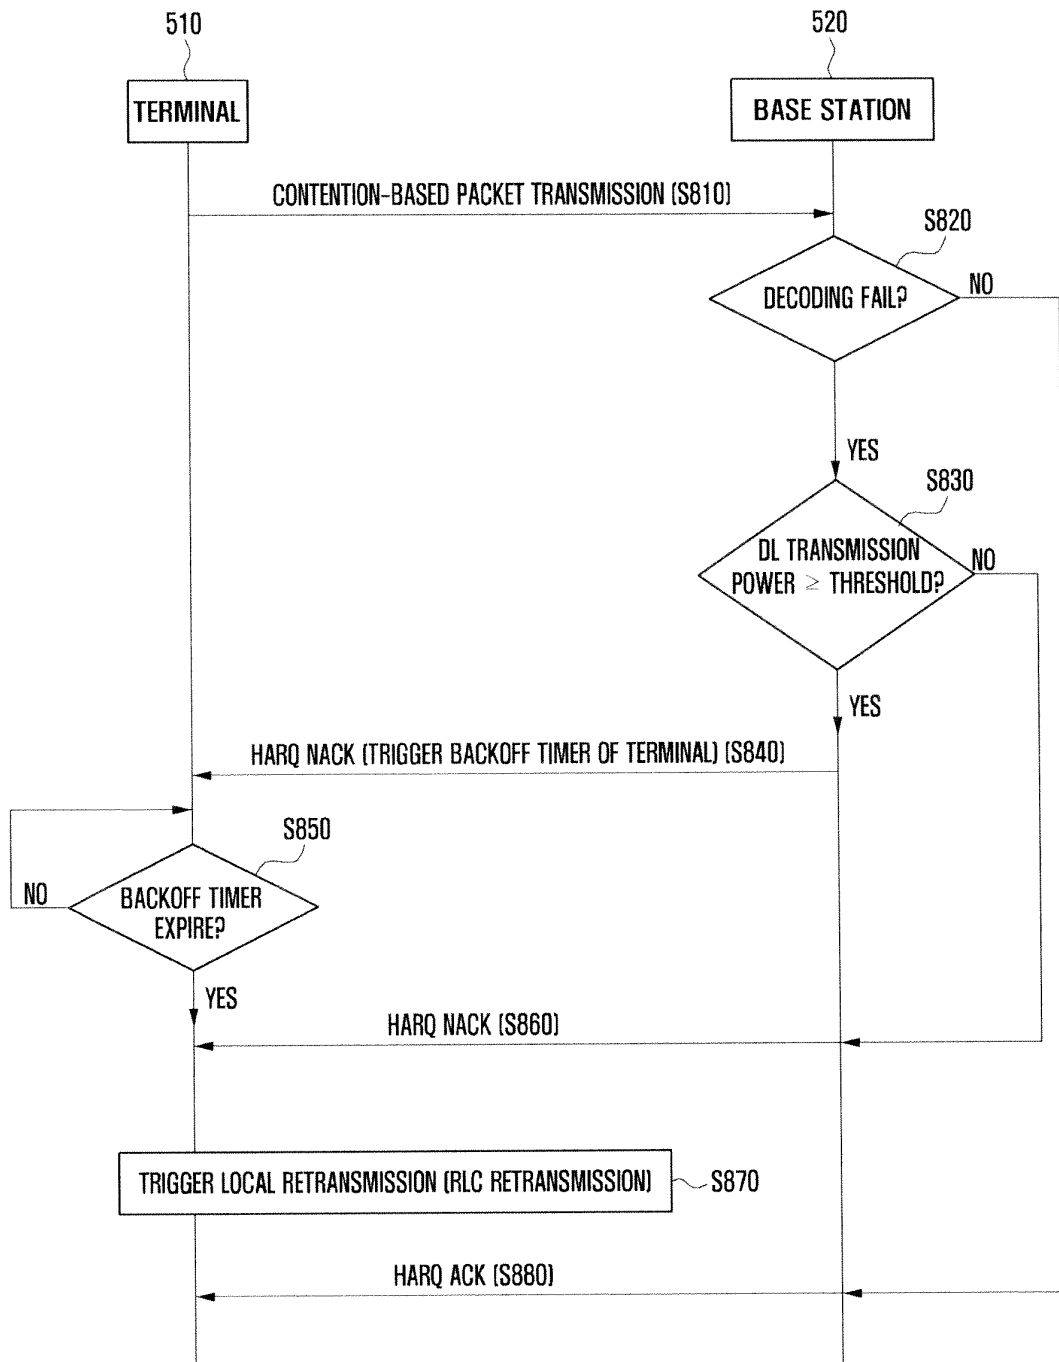 510
520
TERMINAL
BASE STATION
CONTENTION-BASED PACKET TRANSMISSION (S810)
S820
DECODING FAIL?
NO
YES
S830
DL TRANSMISSION
POWER ≥ THRESHOLD?
NO
YES
HARQ NACK (TRIGGER BACKOFF TIMER OF TERMINAL) (S840)
S850
NO
BACKOFF TIMER
EXPIRE?
YES
HARQ NACK (S860)
TRIGGER LOCAL RETRANSMISSION (RLC RETRANSMISSION)
S870
HARQ ACK (S880)